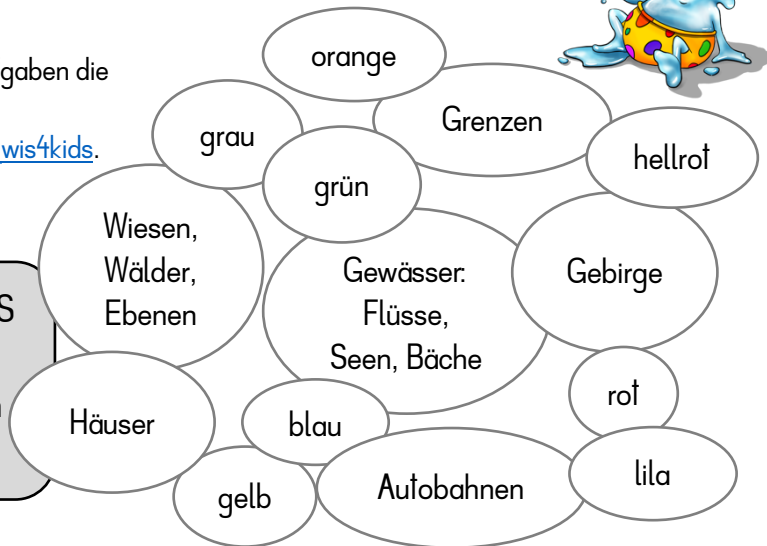 gaben die
wis4kids.
orange
Grenzen
grau
hellrot
grün
Wiesen,
Wälder,
Ebenen
Gewässer:
Flüsse,
Seen, Bäche
Gebirge
S
rot
Häuser
blau
lila
gelb
Autobahnen